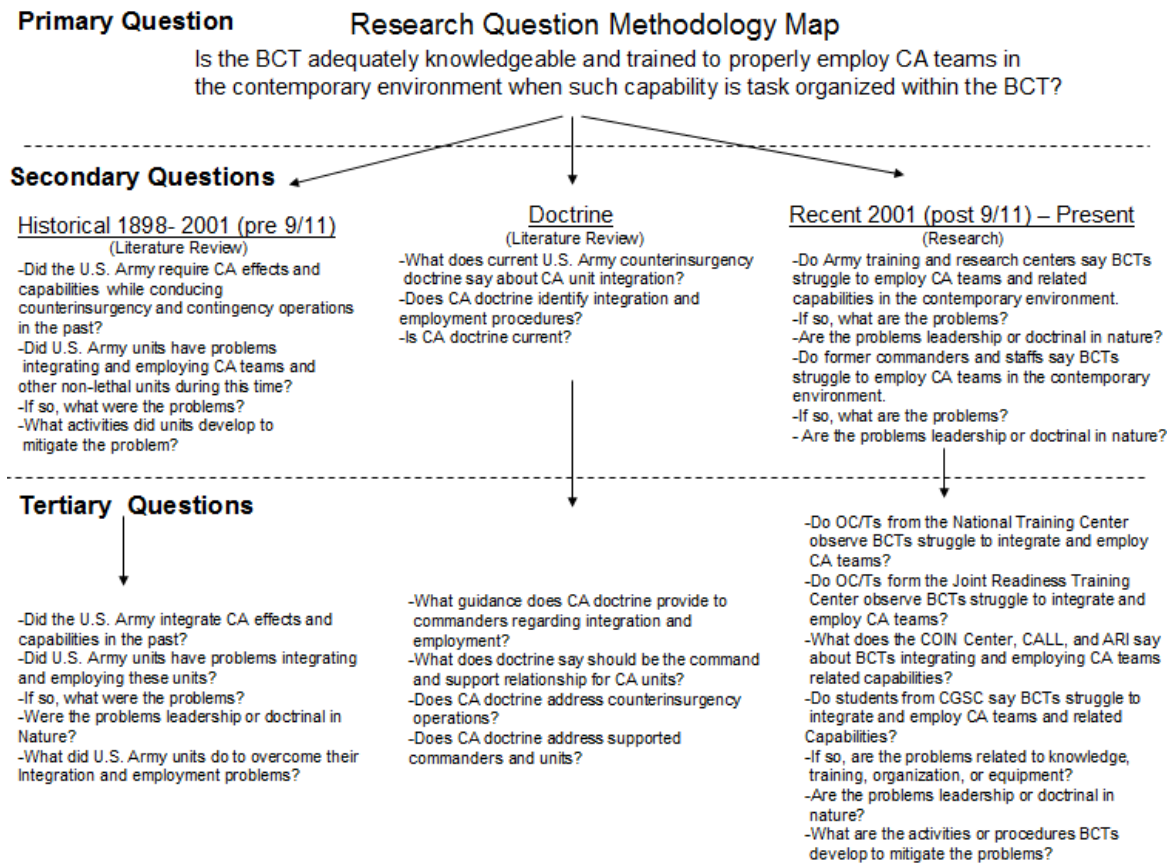 Primary Question
Research Question Methodology Map
Is the BCT adequately knowledgeable and trained to properly employ CA teams in
the contemporary environment when such capability is task organized within the BCT?
Secondary Questions
Historical 1898- 2001 (pre 9/11)
(Literature Review)
-Did the U.S. Army require CA effects and
capabilities while conducting
counterinsurgency and contingency operations
in the past?
-Did U.S. Army units have problems
integrating and employing CA teams and
other non-lethal units during this time?
-If so, what were the problems?
-What activities did units develop to
mitigate the problem?
Doctrine
(Literature Review)
-What does current U.S. Army counterinsurgency
doctrine say about CA unit integration?
-Does CA doctrine identify integration and
employment procedures?
-Is CA doctrine current?
Recent 2001 (post 9/11) – Present
(Research)
-Do Army training and research centers say BCTs
struggle to employ CA teams and related
capabilities in the contemporary environment.
-If so, what are the problems?
-Are the problems leadership or doctrinal in nature?
-Do former commanders and staffs say BCTs
struggle to employ CA teams in the contemporary
environment.
-If so, what are the problems?
- Are the problems leadership or doctrinal in nature?
Tertiary Questions
-Did the U.S. Army integrate CA effects and
capabilities in the past?
-Did U.S. Army units have problems integrating
and employing these units?
-If so, what were the problems?
-Were the problems leadership or doctrinal in
Nature?
-What did U.S. Army units do to overcome their
Integration and employment problems?
-What guidance does CA doctrine provide to
commanders regarding integration and
employment?
-What does doctrine say should be the command
and support relationship for CA units?
-Does CA doctrine address counterinsurgency
operations?
-Does CA doctrine address supported
commanders and units?
-Do OC/Ts from the National Training Center
observe BCTs struggle to integrate and employ
CA teams?
-Do OC/Ts form the Joint Readiness Training
Center observe BCTs struggle to integrate and
employ CA teams?
-What does the COIN Center, CALL, and ARI say
about BCTs integrating and employing CA teams
related capabilities?
-Do students from CGSC say BCTs struggle to
integrate and employ CA teams and related
Capabilities?
-If so, are the problems related to knowledge,
training, organization, or equipment?
-Are the problems leadership or doctrinal in
nature?
-What are the activities or procedures BCTs
develop to mitigate the problems?